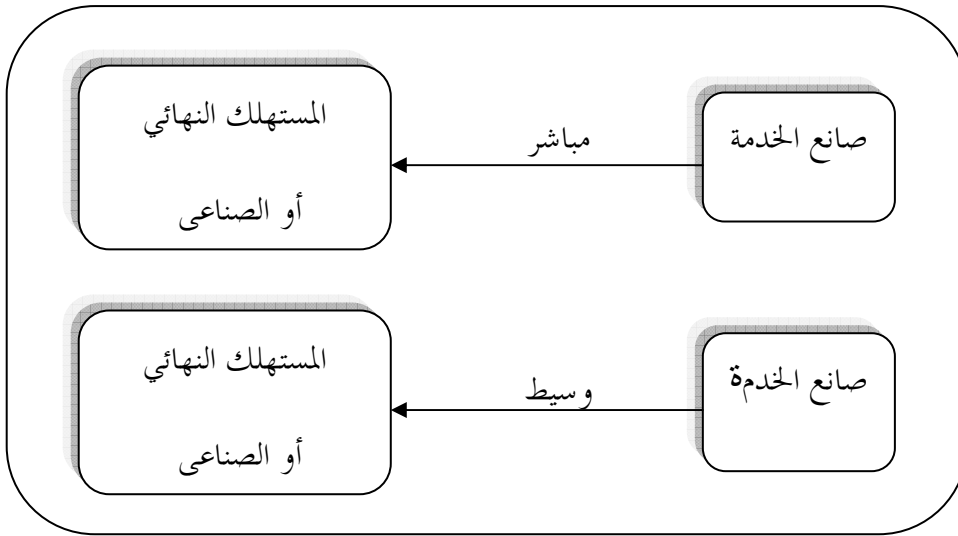 صانع الخدمة
مباشر
المستهلك النهائي
أو الصناعى
صانع الخدمة
وسيط
المستهلك النهائي
أو الصناعى